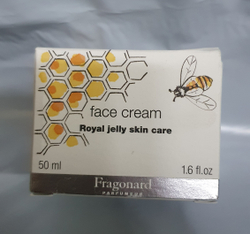 face cream
Royal jelly skin care
50 ml 1.6 fl.oz
Fragonard
PARFUMEUR